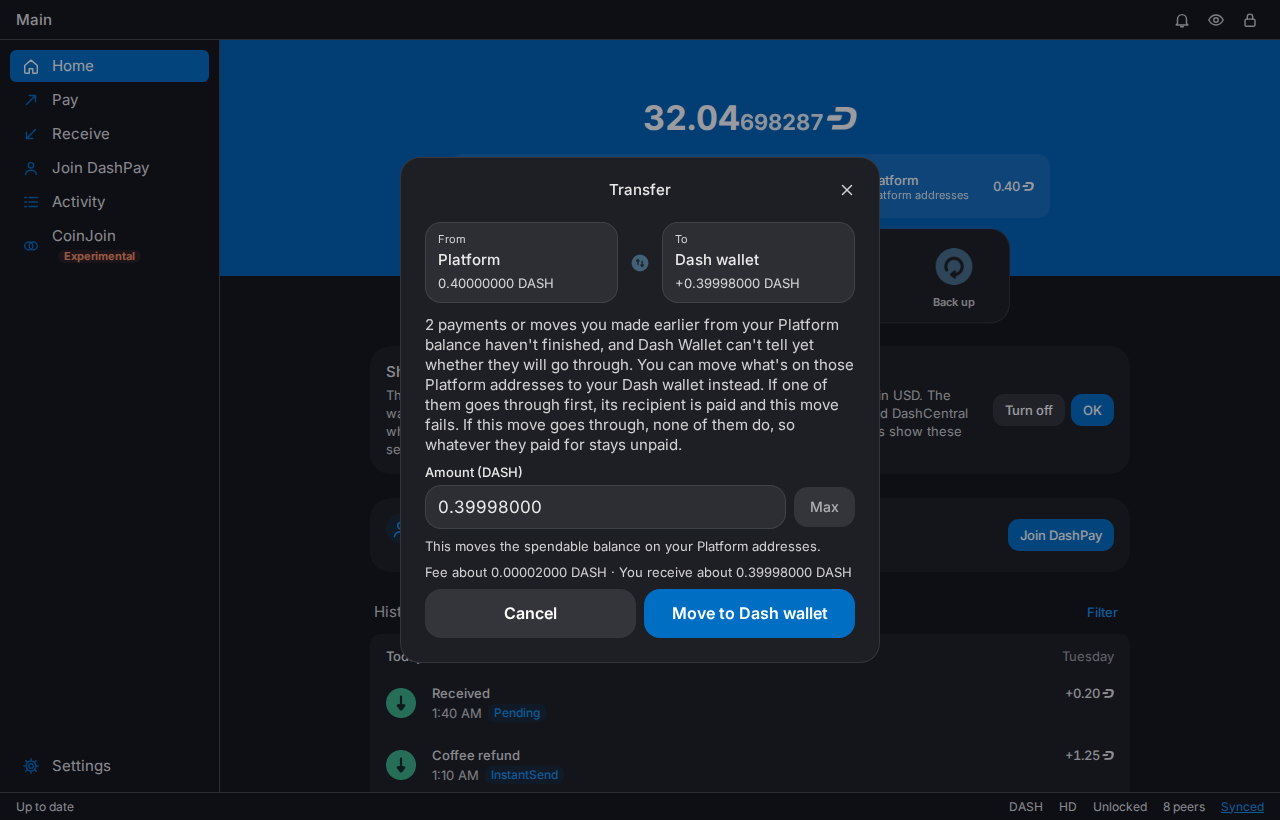 Main
Home
Pay
Receive
Join DashPay
Activity
CoinJoin
Experimental
Settings
32.04698287
atform
atform addresses
0.40
Back up
Transfer
From
Platform
0.40000000 DASH
To
Dash wallet
+0.39998000 DASH
2 payments or moves you made earlier from your Platform
balance haven't finished, and Dash Wallet can't tell yet
whether they will go through. You can move what's on those
Platform addresses to your Dash wallet instead. If one of
them goes through first, its recipient is paid and this move
fails. If this move goes through, none of them do, so
whatever they paid for stays unpaid.
Amount (DASH)
0.39998000
Max
This moves the spendable balance on your Platform addresses.
Fee about 0.00002000 DASH · You receive about 0.39998000 DASH
Cancel
Move to Dash wallet
in USD. The
d DashCentral
s show these
Turn off
OK
Join DashPay
Filter
Tuesday
Received
1:40 AM
Pending
+0.20
Coffee refund
1:10 AM
InstantSend
+1.25
Up to date
DASH
HD
Unlocked
8 peers
Synced